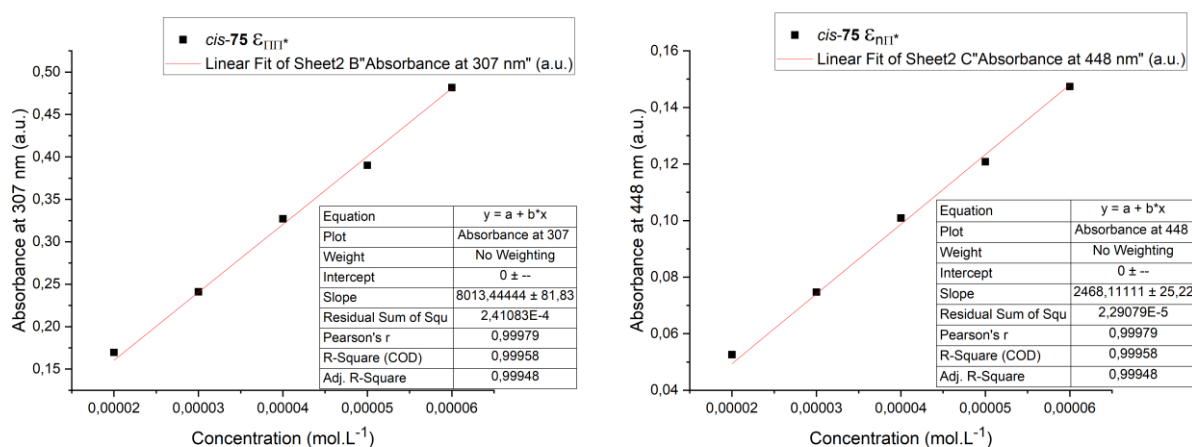 cis-75 ε_ΠΠ*
Linear Fit of Sheet2 B"Absorbance at 307 nm" (a.u.)
0,50
0,45
0,40
0,35
0,30
0,25
0,20
0,15
Absorbance at 307 nm (a.u.)
Equation y = a + b*x
Plot Absorbance at 307
Weight No Weighting
Intercept 0 ± --
Slope 8013,44444 ± 81,83
Residual Sum of Squ 2,41083E-4
Pearson's r 0,99979
R-Square (COD) 0,99958
Adj. R-Square 0,99948
0,00002 0,00003 0,00004 0,00005 0,00006
Concentration (mol.L⁻¹)
cis-75 ε_nΠ*
Linear Fit of Sheet2 C"Absorbance at 448 nm" (a.u.)
0,16
0,14
0,12
0,10
0,08
0,06
0,04
Absorbance at 448 nm (a.u.)
Equation y = a + b*x
Plot Absorbance at 448
Weight No Weighting
Intercept 0 ± --
Slope 2468,11111 ± 25,22
Residual Sum of Squ 2,29079E-5
Pearson's r 0,99979
R-Square (COD) 0,99958
Adj. R-Square 0,99948
0,00002 0,00003 0,00004 0,00005 0,00006
Concentration (mol.L⁻¹)